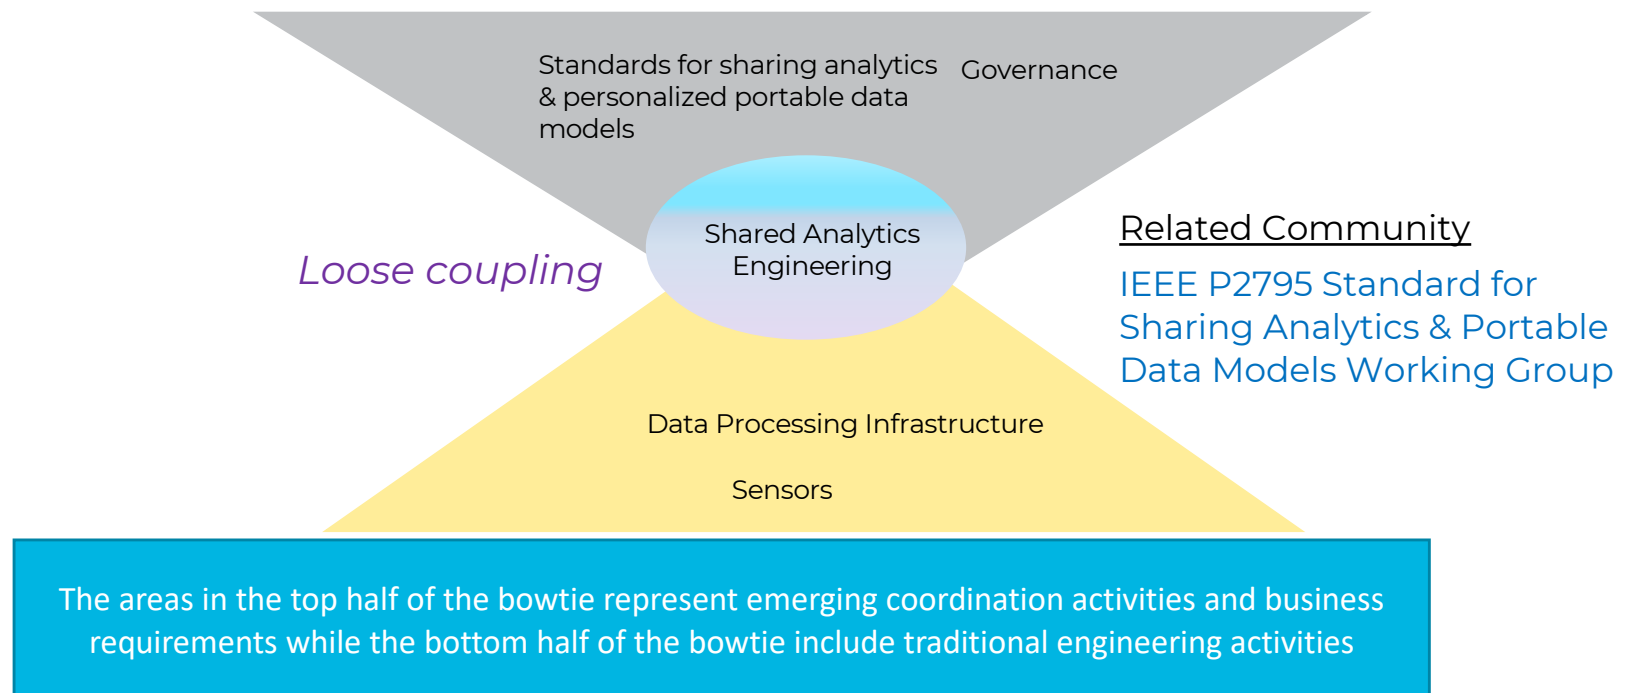 Standards for sharing analytics
& personalized portable data
models
Governance
Shared Analytics
Engineering
Loose coupling
Related Community
IEEE P2795 Standard for
Sharing Analytics & Portable
Data Models Working Group
Data Processing Infrastructure
Sensors
The areas in the top half of the bowtie represent emerging coordination activities and business
requirements while the bottom half of the bowtie include traditional engineering activities